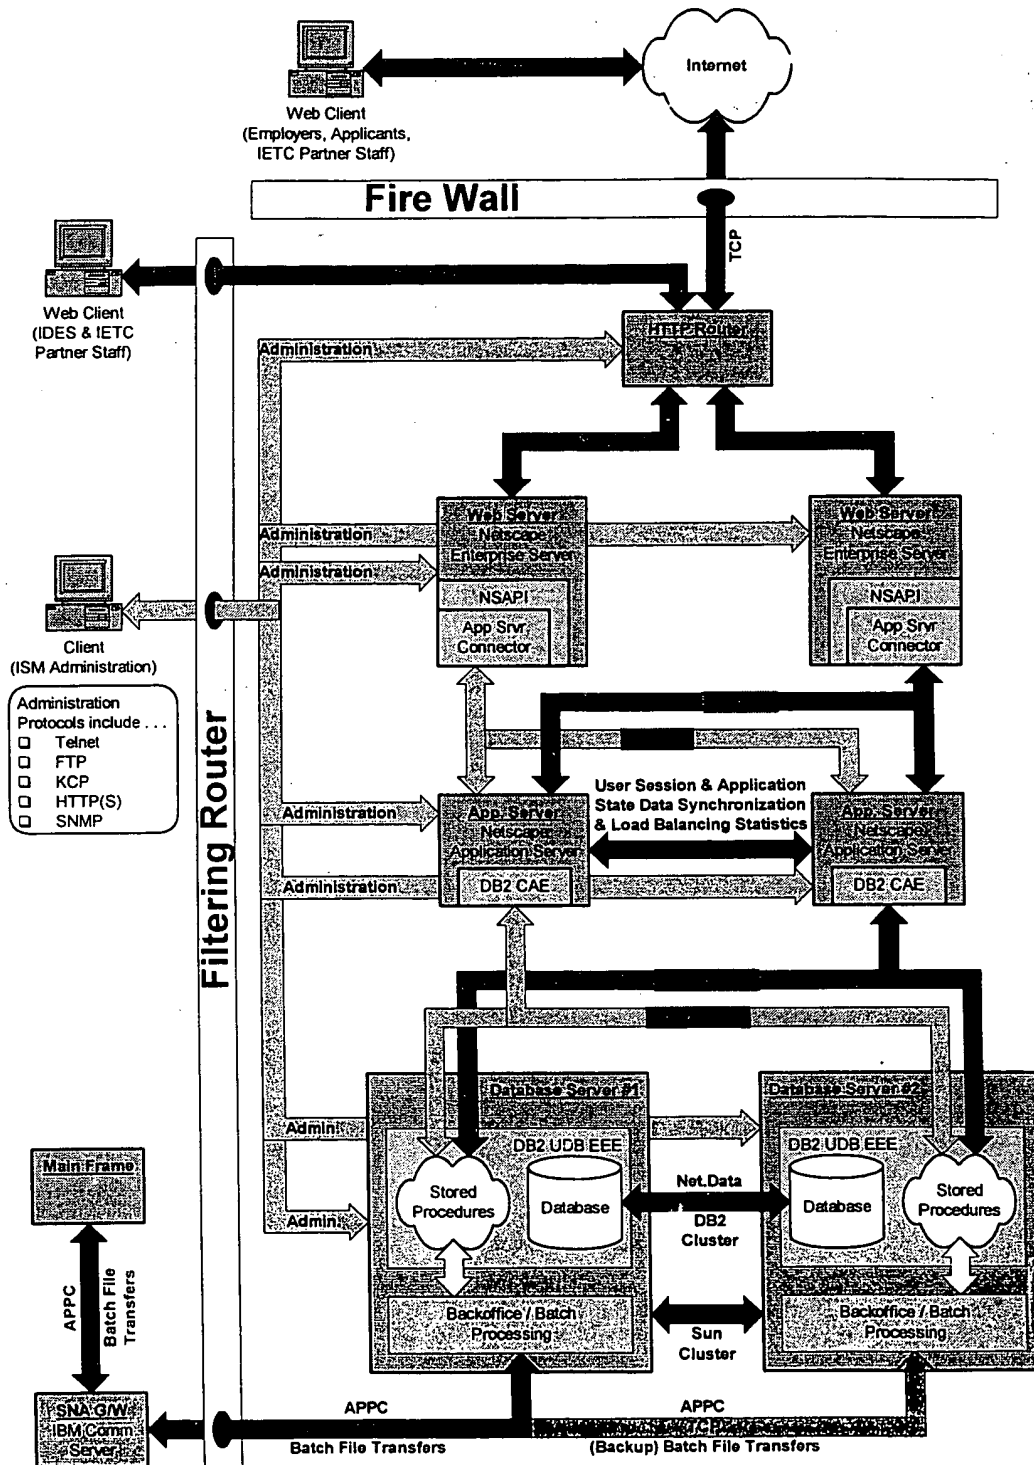 Internet
Web Client
(Employers, Applicants,
IETC Partner Staff)
Fire Wall
TCP
Web Client
(IDES & IETC
Partner Staff)
HTTP Router
Administration
Web Server
Netscape
Enterprise Server
NSAPI
App Srvr
Connector
Web Server
Netscape
Enterprise Server
NSAPI
App Srvr
Connector
Administration
Administration
Client
(ISM Administration)
Administration
Protocols include . . .
❑ Telnet
❑ FTP
❑ KCP
❑ HTTP(S)
❑ SNMP
Filtering Router
User Session & Application
State Data Synchronization
& Load Balancing Statistics
Administration
App. Server
Netscape
Application Server
DB2 CAE
App. Server
Netscape
Application Server
DB2 CAE
Administration
Database Server #1
Database Server #2
Admin.
DB2 UDB EEE
DB2 UDB EEE
Stored
Procedures
Database
Net.Data
DB2
Cluster
Database
Stored
Procedures
Admin.
Main Frame
APPC
Batch File
Transfers
Backoffice / Batch
Processing
Sun
Cluster
Backoffice / Batch
Processing
SNA G/W
IBM Comm
Server
APPC
Batch File Transfers
APPC
TCP
(Backup) Batch File Transfers